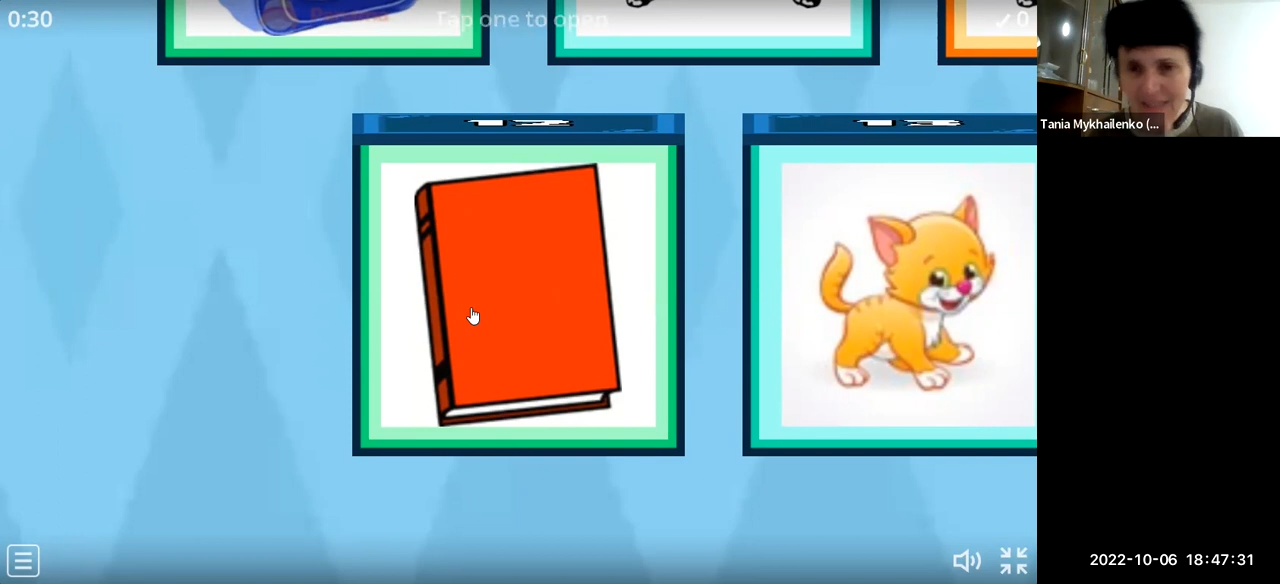 0:30
Tap one to open
✓0
Tania Mykhailenko (...
2022-10-06 18:47:31